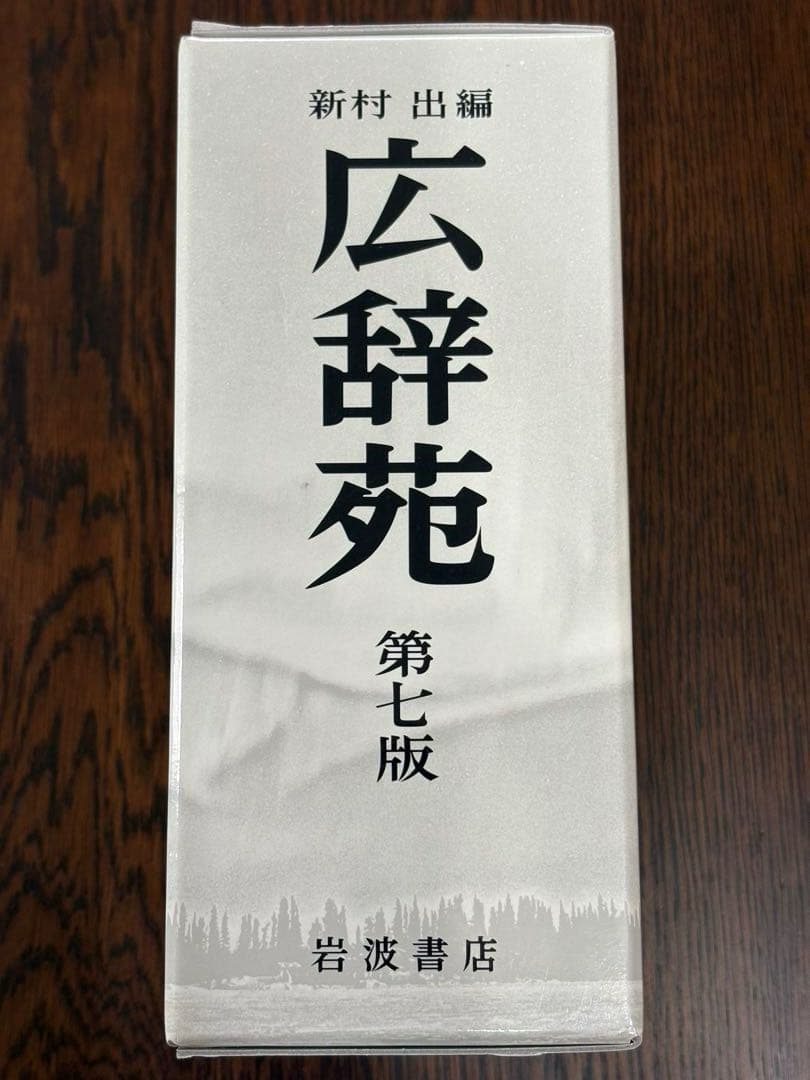 新村 出編
広辞苑
第七版
岩波書店